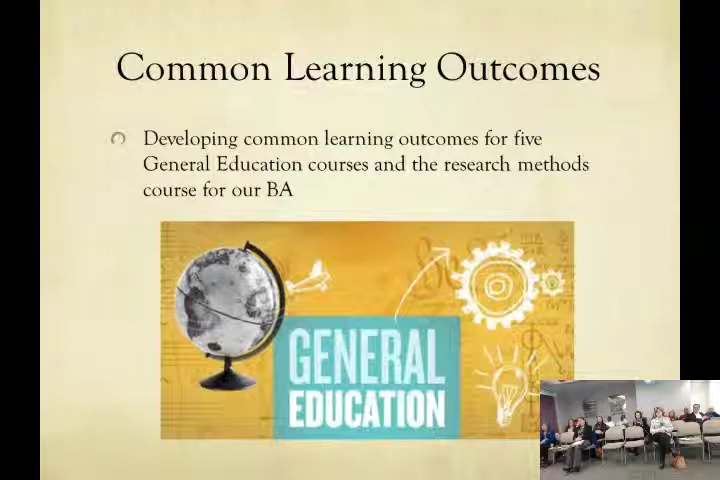 Common Learning Outcomes
Developing common learning outcomes for five
General Education courses and the research methods
course for our BA
GENERAL
EDUCATION